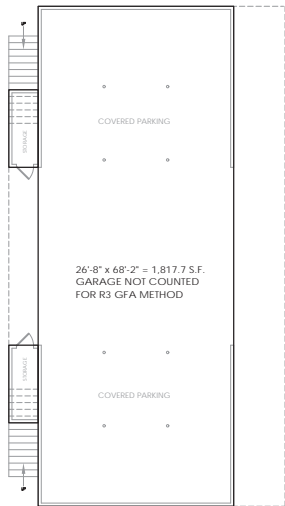 COVERED PARKING
STORAGE
26'-8" x 68'-2" = 1,817.7 S.F.
GARAGE NOT COUNTED
FOR R3 GFA METHOD
STORAGE
COVERED PARKING